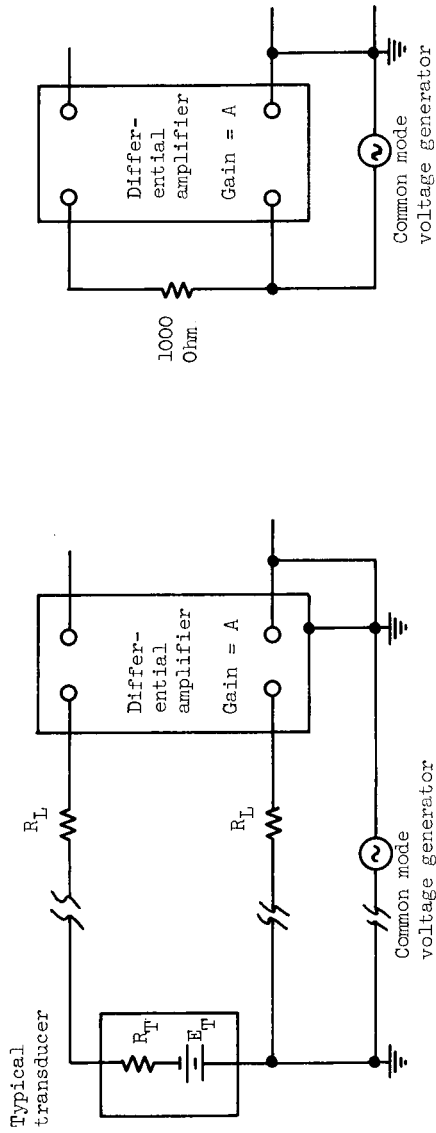 Typical
transducer
R_T
E_T
R_L
R_L
Differ-
ential
amplifier
Gain = A
Common mode
voltage generator
1000
Ohm
Differ-
ential
amplifier
Gain = A
Common mode
voltage generator